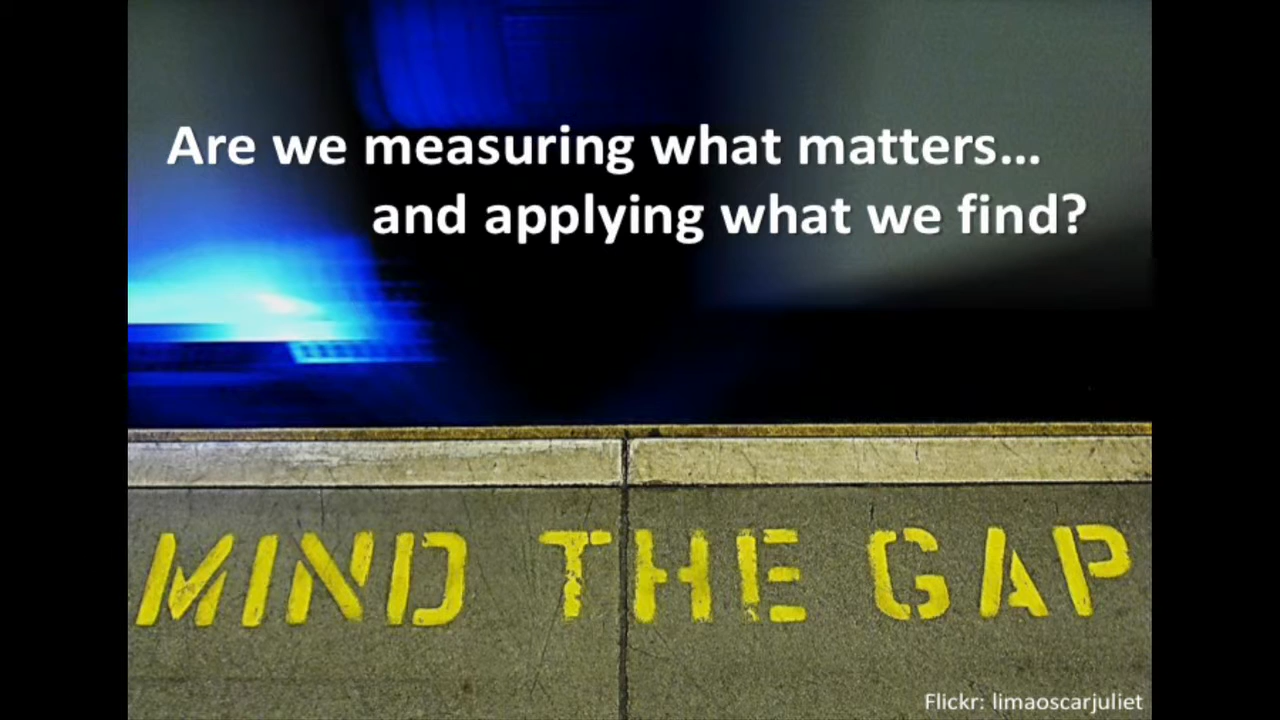 Are we measuring what matters...
and applying what we find?
MIND THE GAP
Flickr: limaoscarjuliet